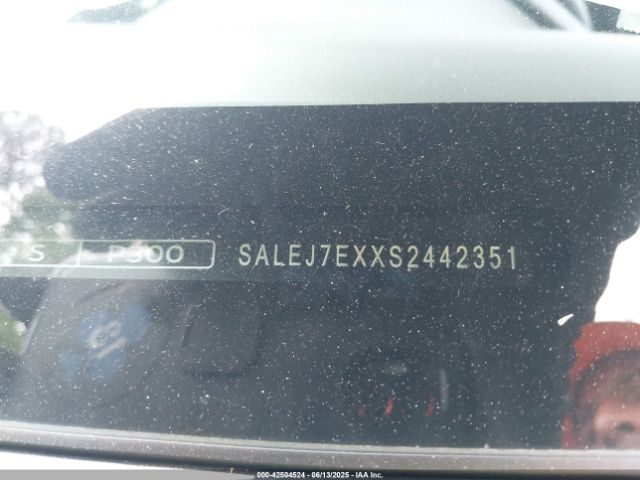 S P300 SALEJ7EXXS2442351
000-42504524 - 06/13/2025 - IAA Inc.